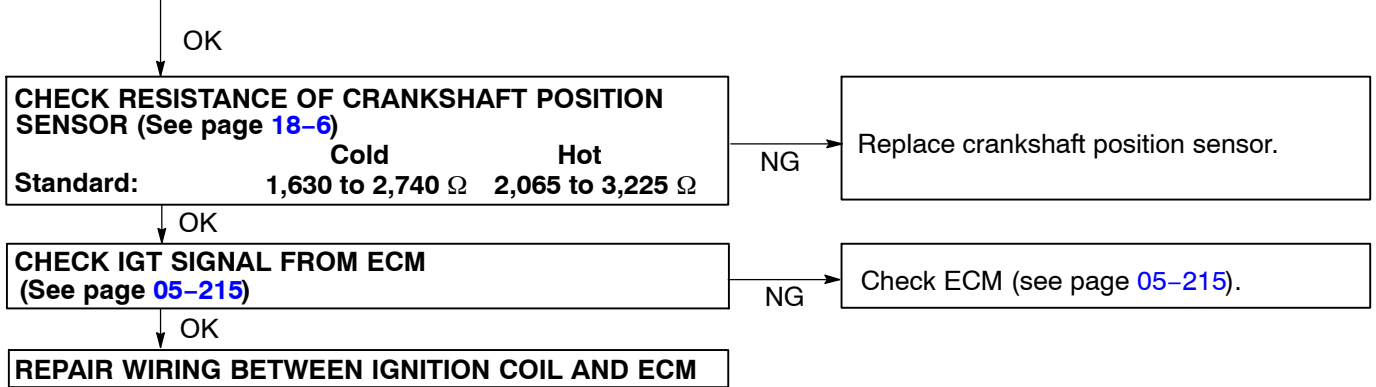 OK
CHECK RESISTANCE OF CRANKSHAFT POSITION
SENSOR (See page 18−6)
Cold Hot
Standard: 1,630 to 2,740 Ω 2,065 to 3,225 Ω
NG
Replace crankshaft position sensor.
OK
CHECK IGT SIGNAL FROM ECM
(See page 05−215)
NG
Check ECM (see page 05−215).
OK
REPAIR WIRING BETWEEN IGNITION COIL AND ECM